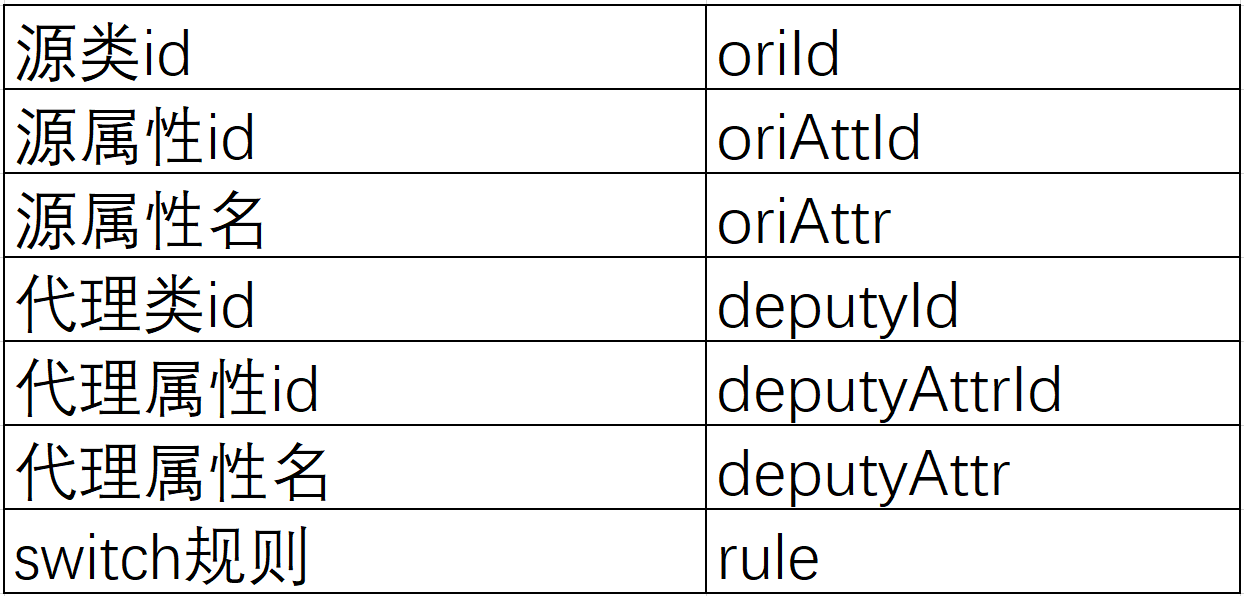 源类id oriId
源属性id oriAttId
源属性名 oriAttr
代理类id deputyId
代理属性id deputyAttrId
代理属性名 deputyAttr
switch规则 rule